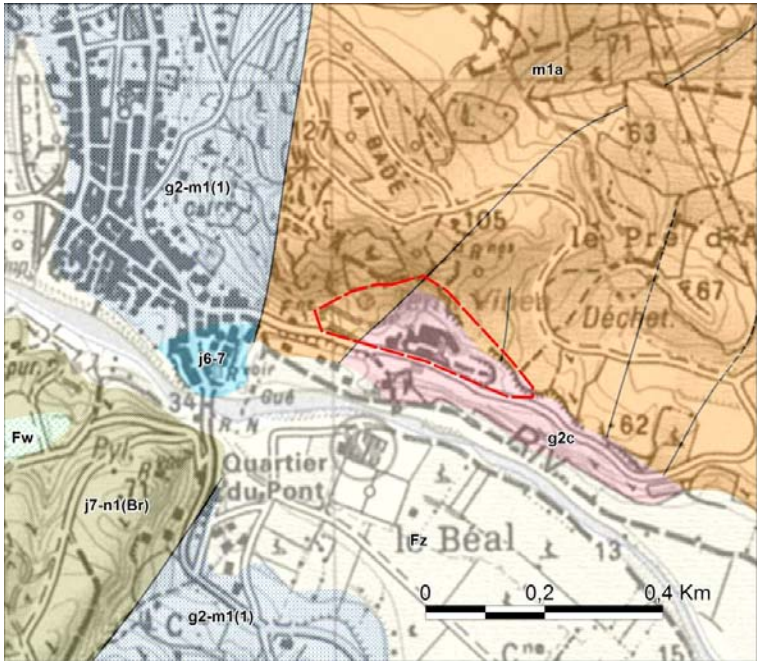 71
m1a
LA BADE
127
63
g2-m1(1)
105
le Pré d'A
67
Déchet.
j6-7
34
Gué
62
g2c
Fw
R N
Quartier
du Pont
RIV
j7-n1(Br)
Fz
le Béal
13
0 0,2 0,4 Km
g2-m1(1)
C
Cne
15